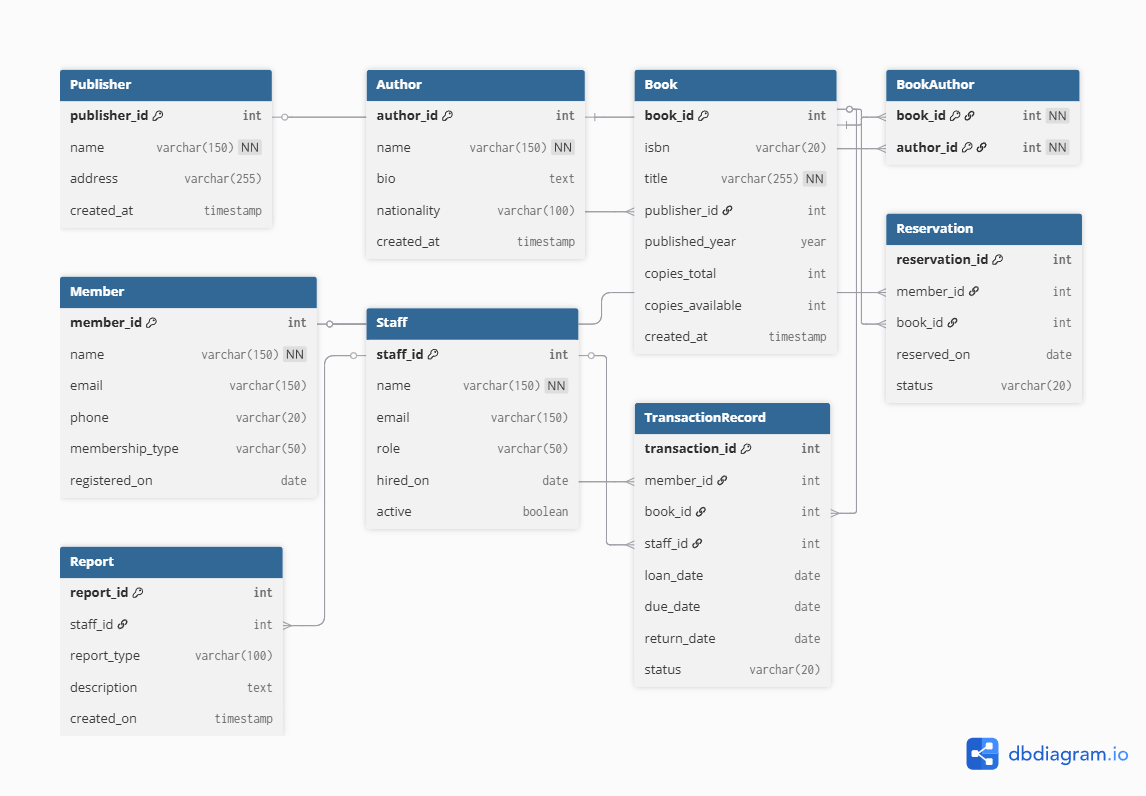 Publisher
publisher_id int
name varchar(150) NN
address varchar(255)
created_at timestamp
Author
author_id int
name varchar(150) NN
bio text
nationality varchar(100)
created_at timestamp
Book
book_id int
isbn varchar(20)
title varchar(255) NN
publisher_id int
published_year year
copies_total int
copies_available int
created_at timestamp
BookAuthor
book_id int NN
author_id int NN
Reservation
reservation_id int
member_id int
book_id int
reserved_on date
status varchar(20)
Member
member_id int
name varchar(150) NN
email varchar(150)
phone varchar(20)
membership_type varchar(50)
registered_on date
Staff
staff_id int
name varchar(150) NN
email varchar(150)
role varchar(50)
hired_on date
active boolean
TransactionRecord
transaction_id int
member_id int
book_id int
staff_id int
loan_date date
due_date date
return_date date
status varchar(20)
Report
report_id int
staff_id int
report_type varchar(100)
description text
created_on timestamp
dbdiagram.io